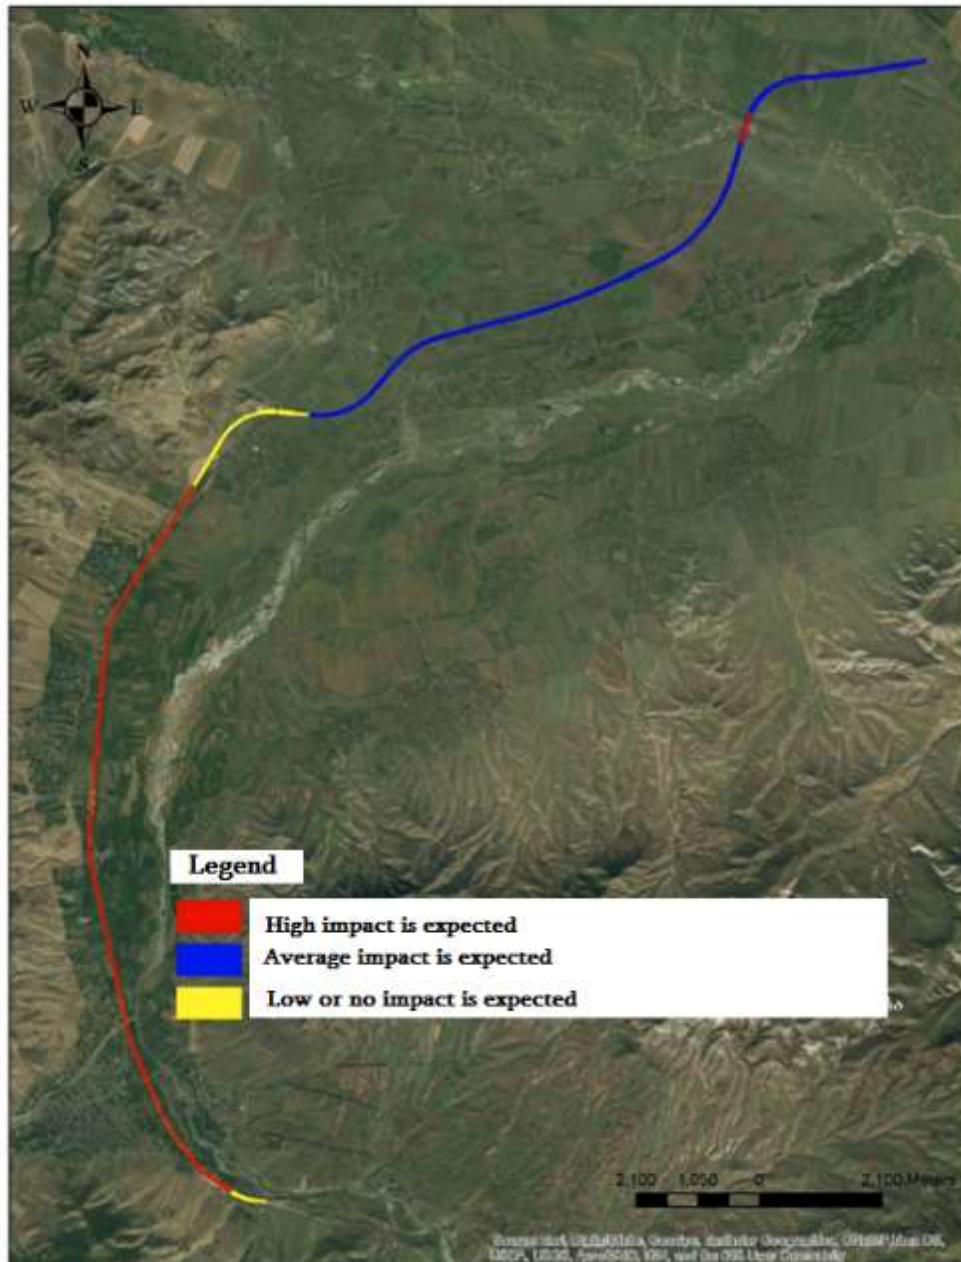 N
W E
S
Legend
High impact is expected
Average impact is expected
Low or no impact is expected
2,100 1,050 0 2,100 Meters